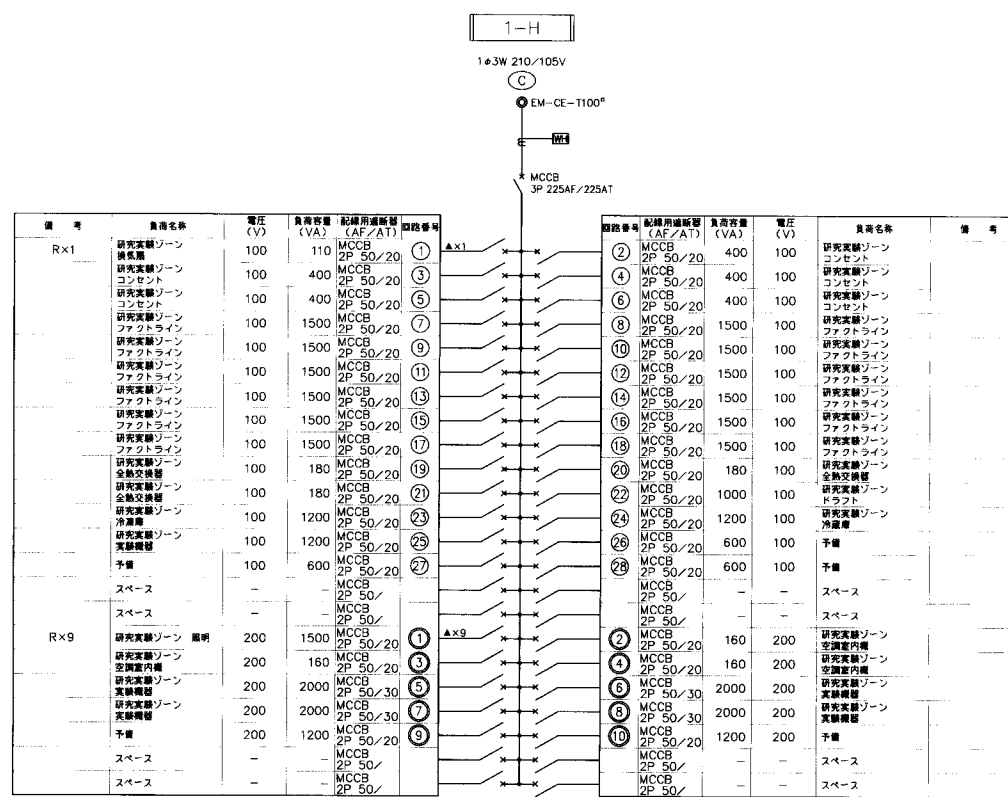 1-H
1φ3W 210/105V
C
EM-CE-T100□
WH
MCCB
3P 225AF/225AT
備 考 負荷名称 電圧(V) 負荷容量(VA) 配線用遮断器(AF/AT) 回路番号
回路番号 配線用遮断器(AF/AT) 負荷容量(VA) 電圧(V) 負荷名称 備 考
R×1 研究実験ゾーン 換気扇 100 110 MCCB 2P 50/20 ① ▲×1
② MCCB 2P 50/20 400 100 研究実験ゾーン コンセント
研究実験ゾーン コンセント 100 400 MCCB 2P 50/20 ③
④ MCCB 2P 50/20 400 100 研究実験ゾーン コンセント
研究実験ゾーン コンセント 100 400 MCCB 2P 50/20 ⑤
⑥ MCCB 2P 50/20 400 100 研究実験ゾーン コンセント
研究実験ゾーン ファクトライン 100 1500 MCCB 2P 50/20 ⑦
⑧ MCCB 2P 50/20 1500 100 研究実験ゾーン ファクトライン
研究実験ゾーン ファクトライン 100 1500 MCCB 2P 50/20 ⑨
⑩ MCCB 2P 50/20 1500 100 研究実験ゾーン ファクトライン
研究実験ゾーン ファクトライン 100 1500 MCCB 2P 50/20 ⑪
⑫ MCCB 2P 50/20 1500 100 研究実験ゾーン ファクトライン
研究実験ゾーン ファクトライン 100 1500 MCCB 2P 50/20 ⑬
⑭ MCCB 2P 50/20 1500 100 研究実験ゾーン ファクトライン
研究実験ゾーン ファクトライン 100 1500 MCCB 2P 50/20 ⑮
⑯ MCCB 2P 50/20 1500 100 研究実験ゾーン ファクトライン
研究実験ゾーン ファクトライン 100 1500 MCCB 2P 50/20 ⑰
⑱ MCCB 2P 50/20 1500 100 研究実験ゾーン ファクトライン
研究実験ゾーン 全熱交換器 100 180 MCCB 2P 50/20 ⑲
⑳ MCCB 2P 50/20 180 100 研究実験ゾーン 全熱交換器
研究実験ゾーン 全熱交換器 100 180 MCCB 2P 50/20 ㉑
㉒ MCCB 2P 50/20 1000 100 研究実験ゾーン ドラフト
研究実験ゾーン 冷凍庫 100 1200 MCCB 2P 50/20 ㉓
㉔ MCCB 2P 50/20 1200 100 研究実験ゾーン 冷蔵庫
研究実験ゾーン 実験機器 100 1200 MCCB 2P 50/20 ㉕
㉖ MCCB 2P 50/20 600 100 予備
予備 100 600 MCCB 2P 50/20 ㉗
㉘ MCCB 2P 50/20 600 100 予備
スペース – – MCCB 2P 50/
MCCB 2P 50/ – – スペース
スペース – – MCCB 2P 50/
MCCB 2P 50/ – – スペース
R×9 研究実験ゾーン 照明 200 1500 MCCB 2P 50/20 ① ▲×9
② MCCB 2P 50/20 160 200 研究実験ゾーン 空調室内機
研究実験ゾーン 空調室内機 200 160 MCCB 2P 50/20 ③
④ MCCB 2P 50/20 160 200 研究実験ゾーン 空調室内機
研究実験ゾーン 実験機器 200 2000 MCCB 2P 50/30 ⑤
⑥ MCCB 2P 50/30 2000 200 研究実験ゾーン 実験機器
研究実験ゾーン 実験機器 200 2000 MCCB 2P 50/30 ⑦
⑧ MCCB 2P 50/30 2000 200 研究実験ゾーン 実験機器
予備 200 1200 MCCB 2P 50/20 ⑨
⑩ MCCB 2P 50/20 1200 200 予備
スペース – – MCCB 2P 50/
MCCB 2P 50/ – – スペース
スペース – – MCCB 2P 50/
MCCB 2P 50/ – – スペース